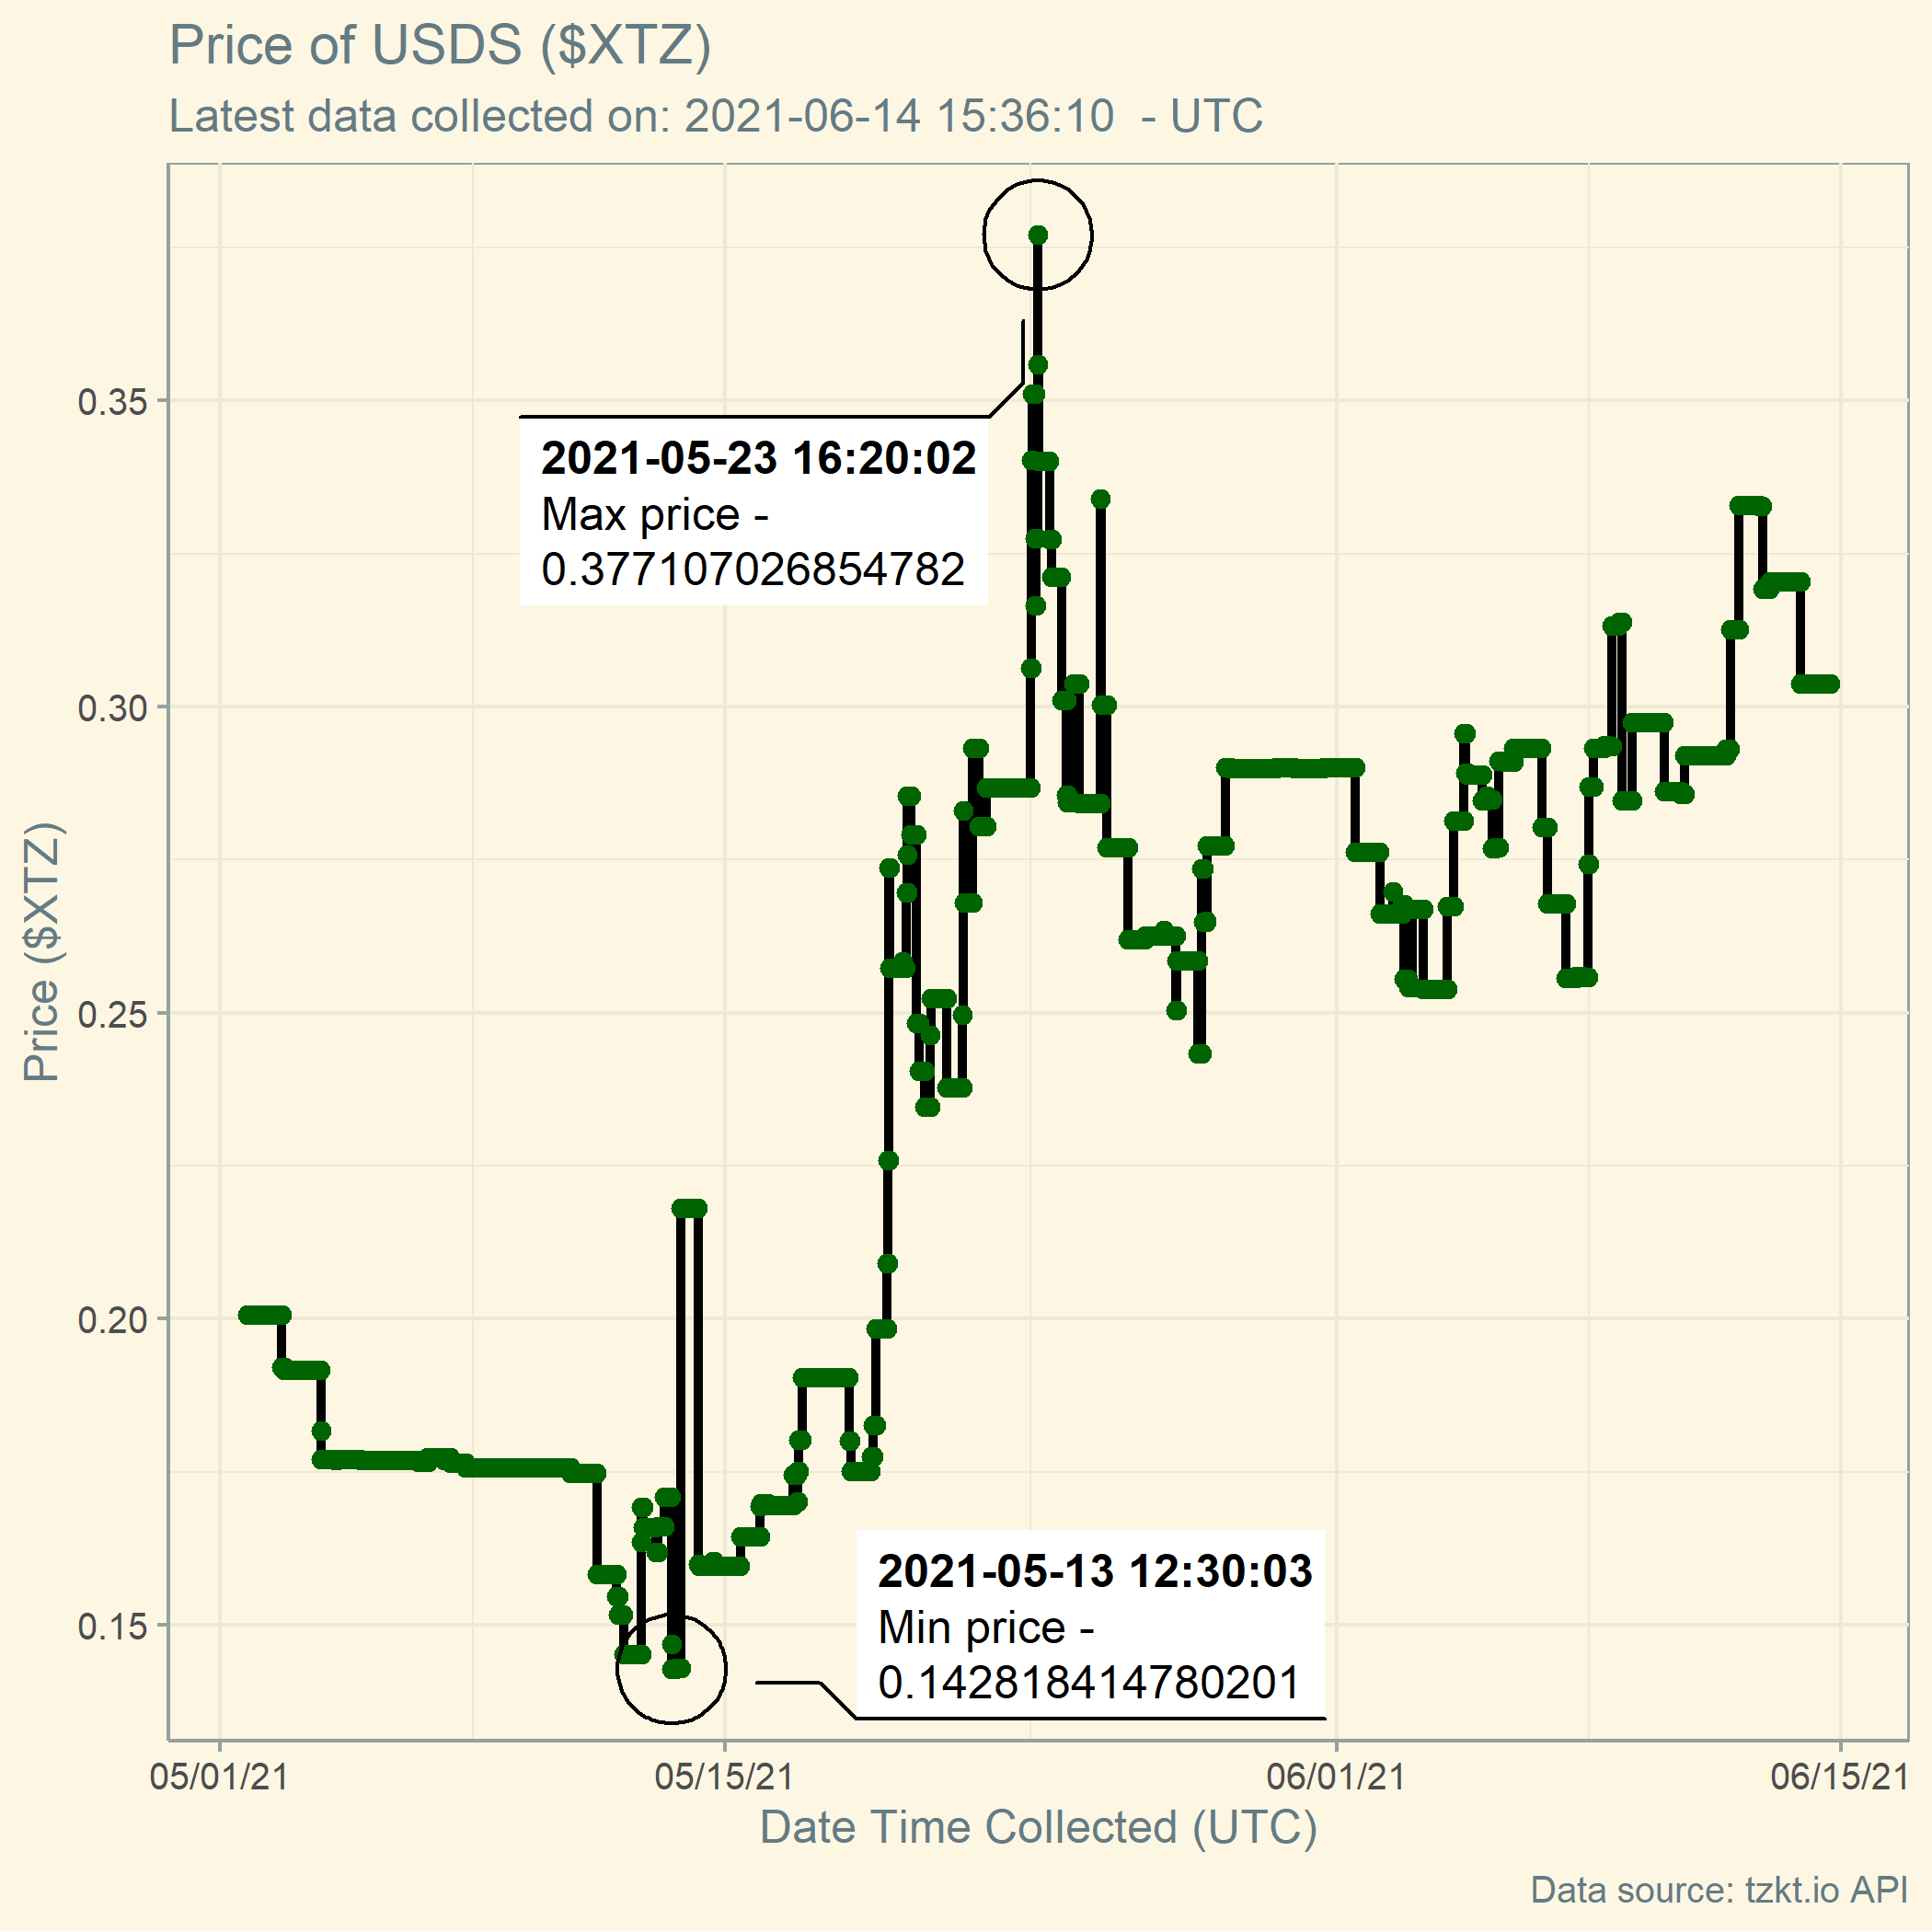 Price of USDS ($XTZ)
Latest data collected on: 2021-06-14 15:36:10  - UTC
0.35
0.30
0.25
0.20
0.15
Price ($XTZ)
2021-05-23 16:20:02
Max price -
0.377107026854782
2021-05-13 12:30:03
Min price -
0.142818414780201
05/01/21
05/15/21
06/01/21
06/15/21
Date Time Collected (UTC)
Data source: tzkt.io API